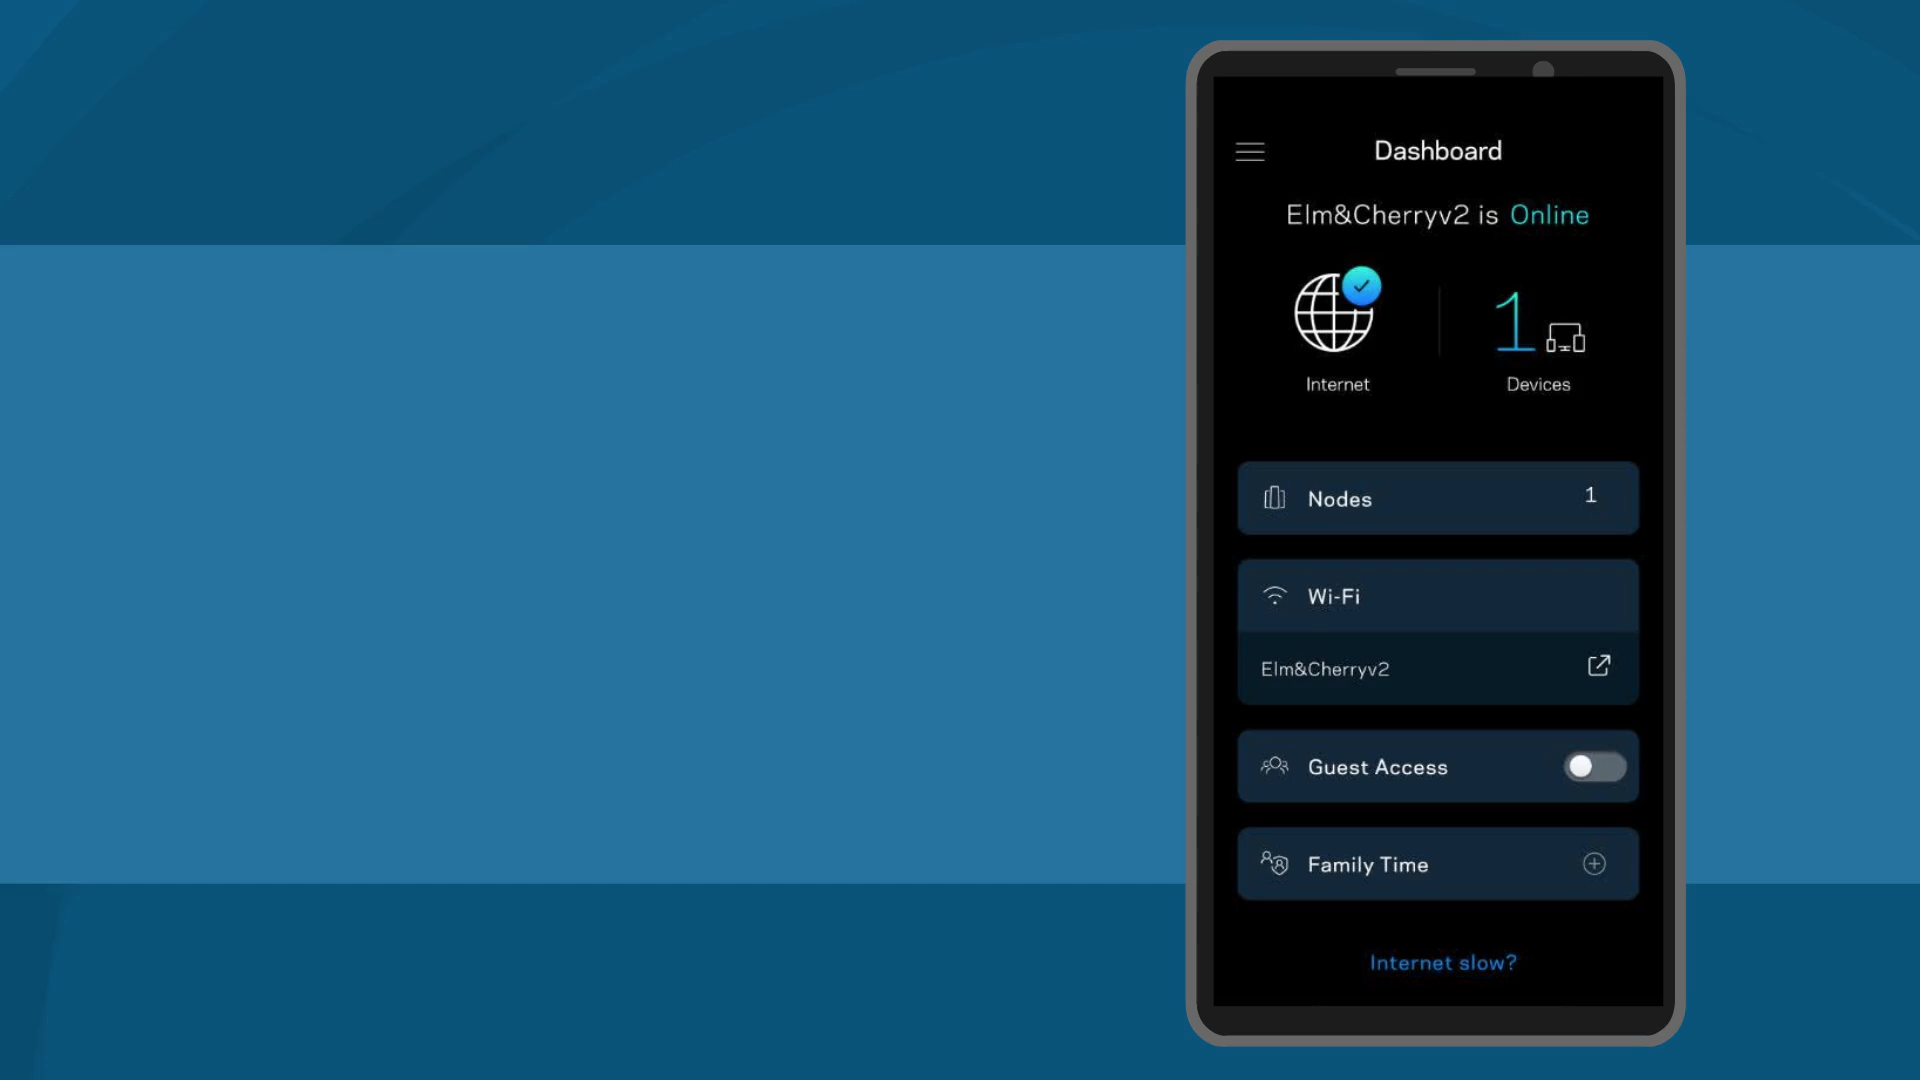 Dashboard
Elm&Cherryv2 is Online
1
Internet
Devices
Nodes
1
Wi-Fi
Elm&Cherryv2
Guest Access
Family Time
Internet slow?